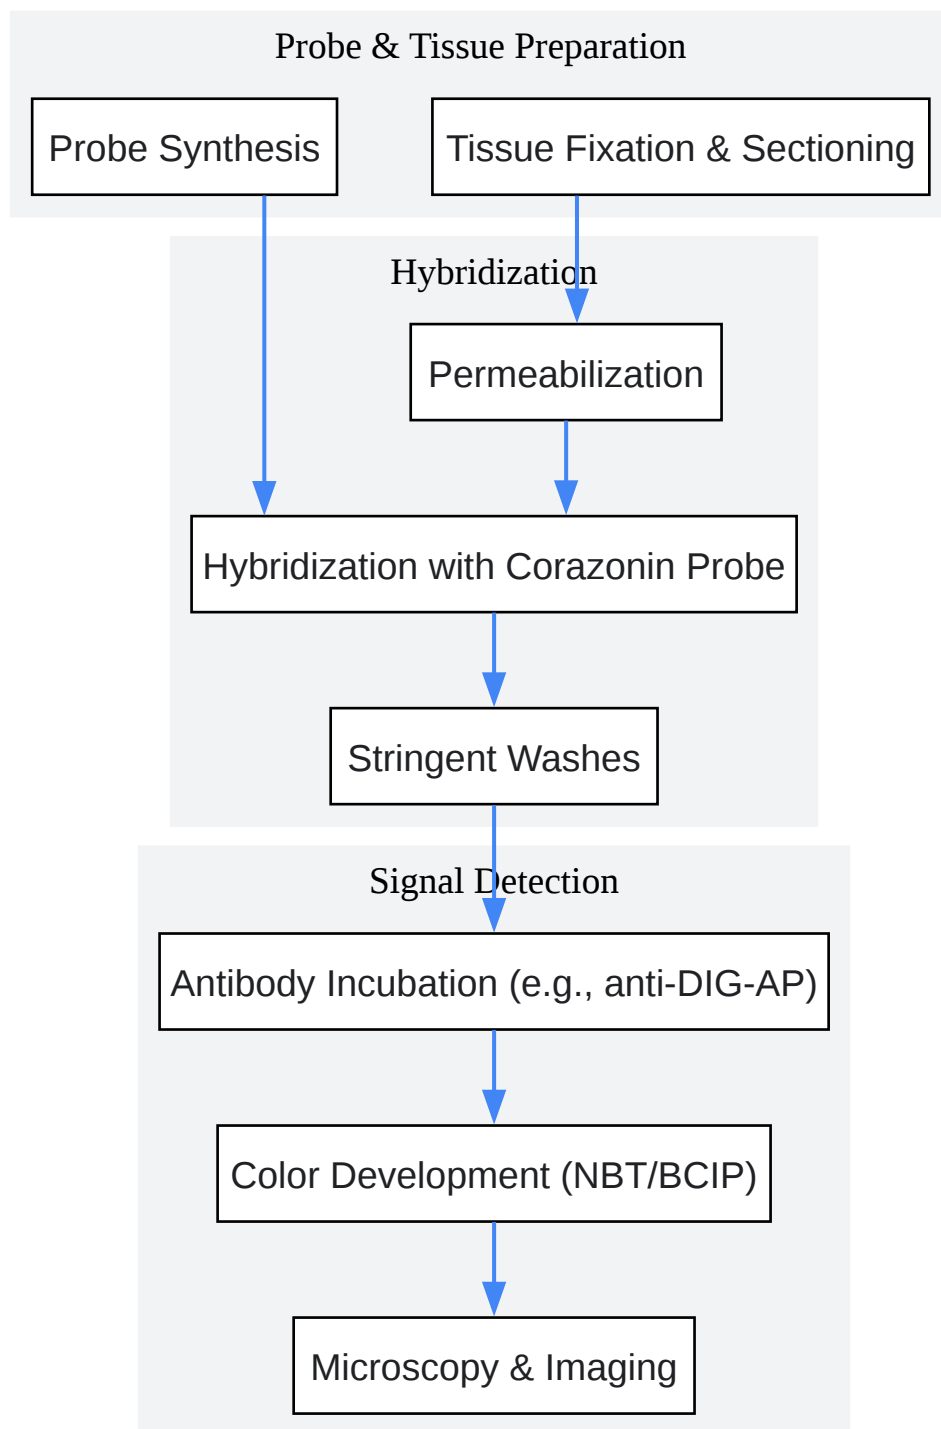 Probe & Tissue Preparation
Probe Synthesis
Tissue Fixation & Sectioning
Hybridization
Permeabilization
Hybridization with Corazonin Probe
Stringent Washes
Signal Detection
Antibody Incubation (e.g., anti-DIG-AP)
Color Development (NBT/BCIP)
Microscopy & Imaging